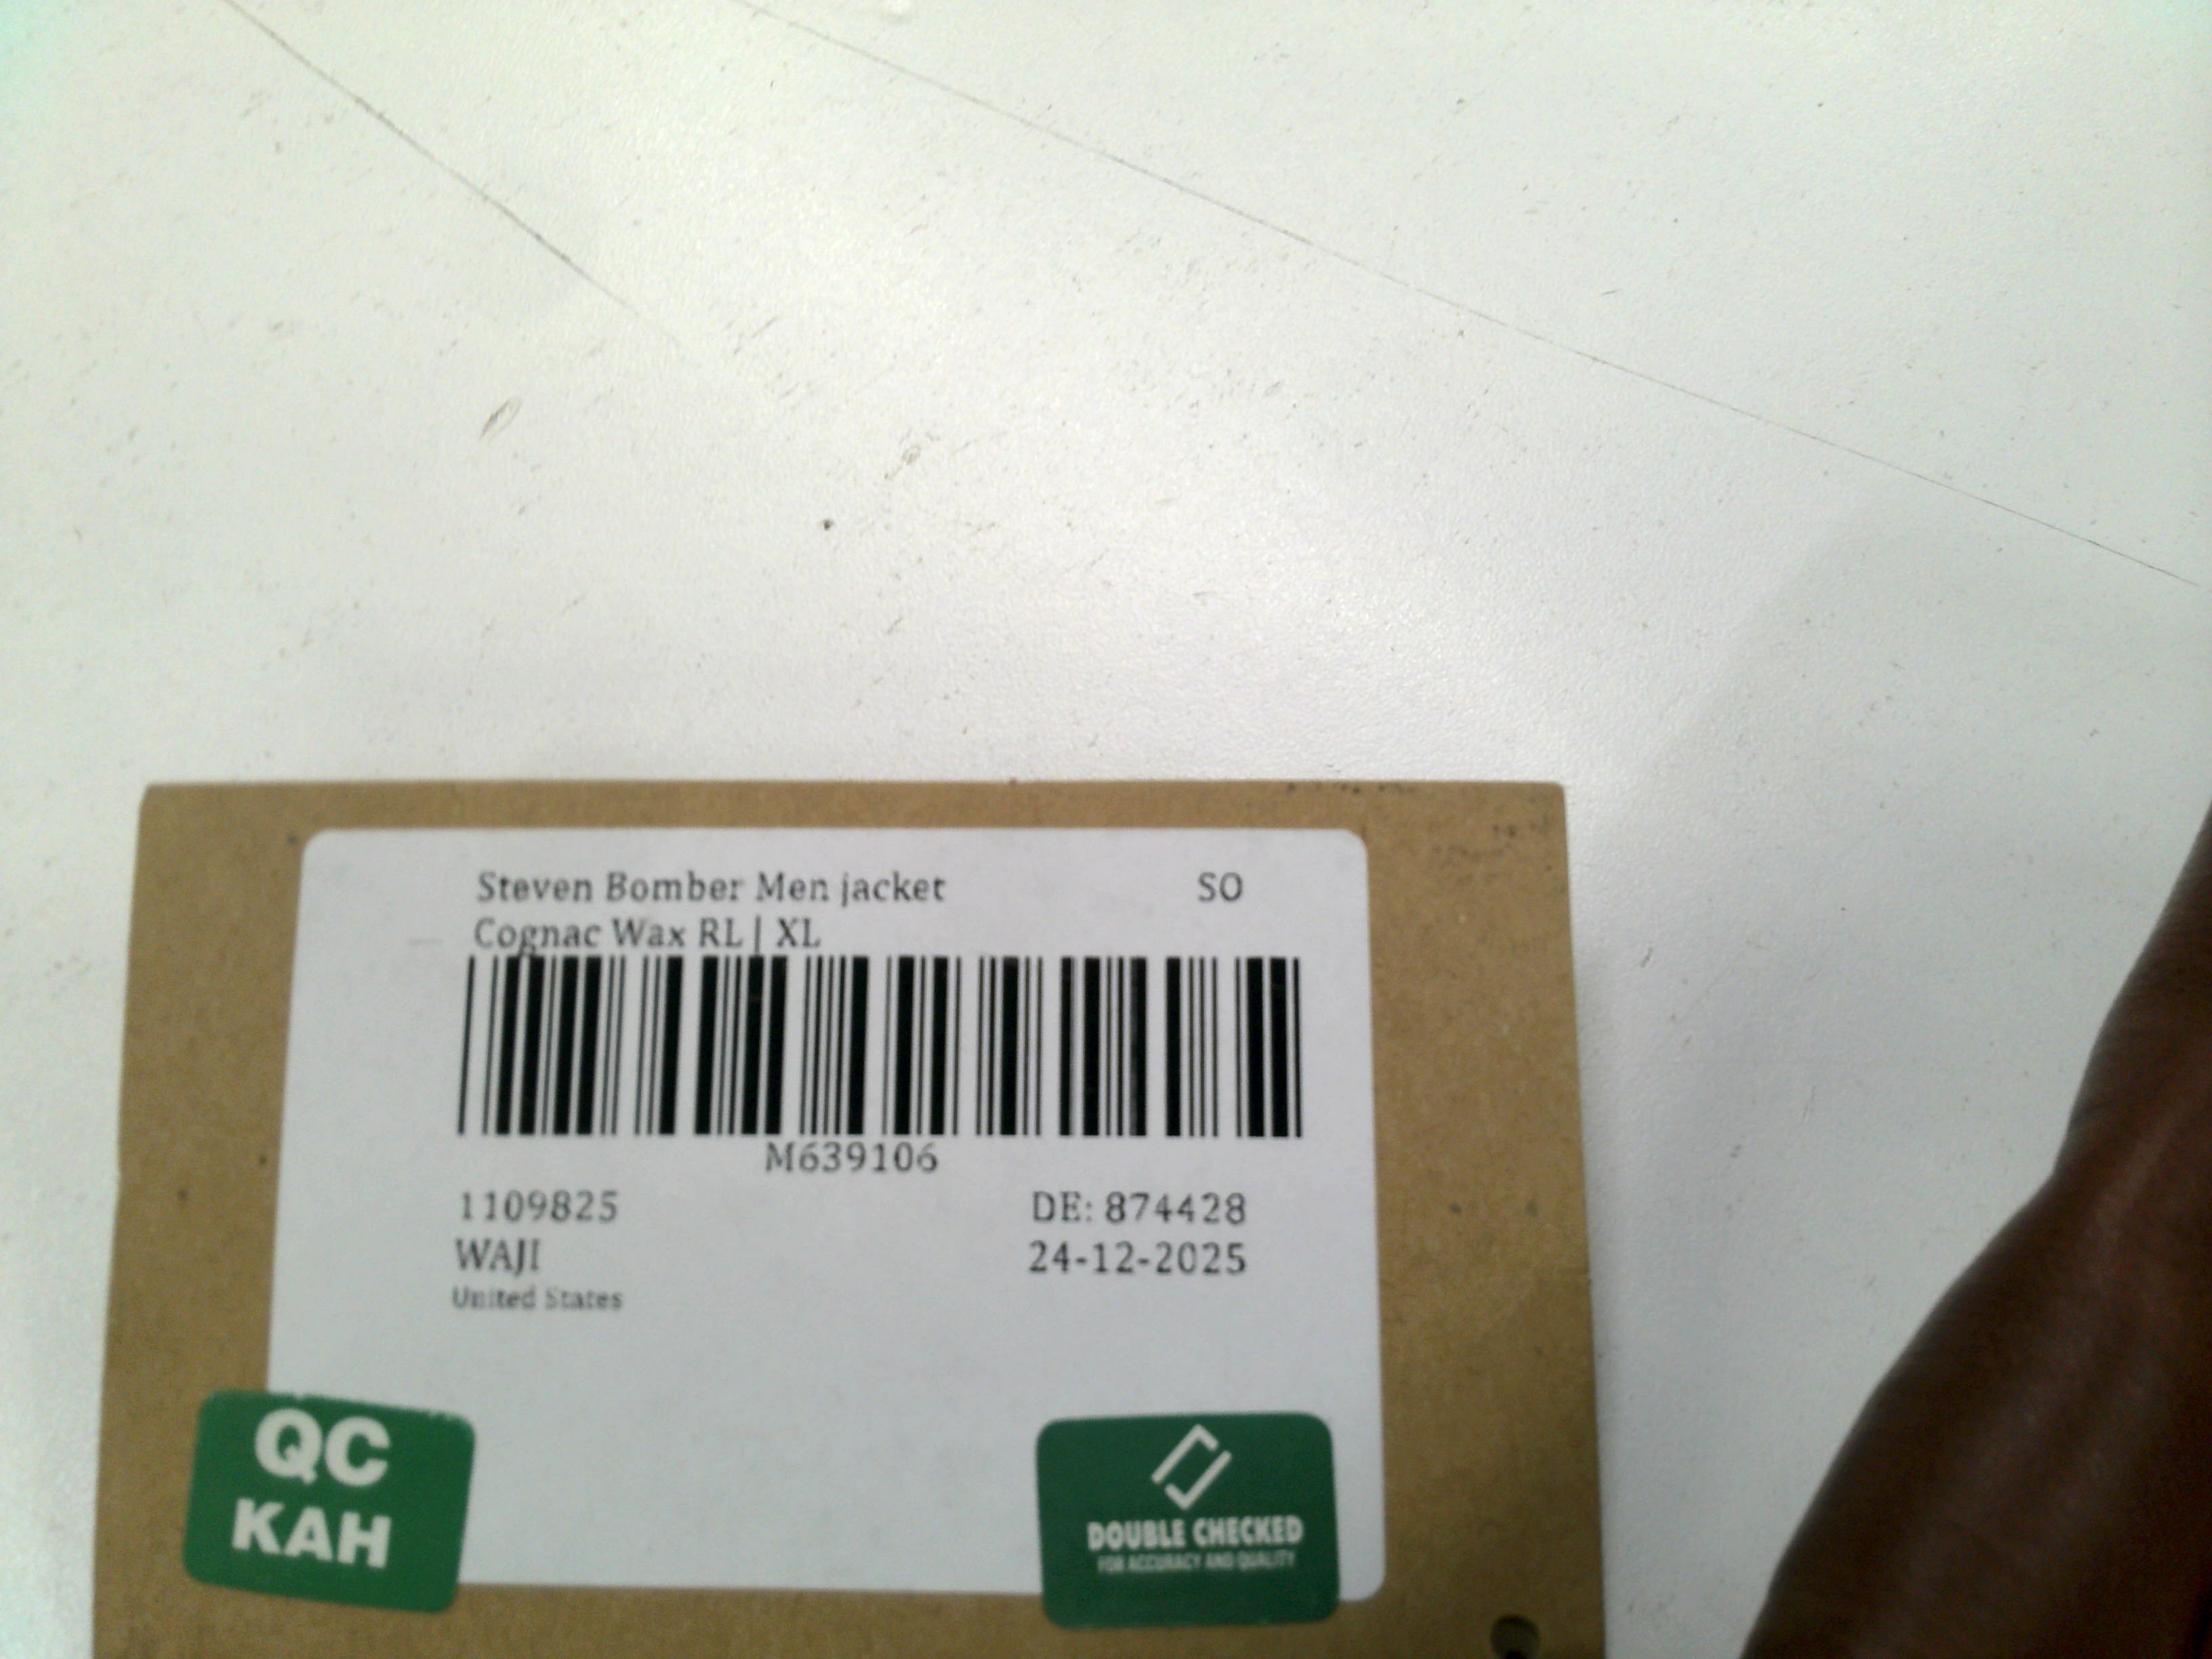 Steven Bomber Men jacket SO
Cognac Wax RL | XL
M639106
1109825 DE: 874428
WAJI 24-12-2025
United States
QC
KAH
DOUBLE CHECKED
FOR ACCURACY AND QUALITY